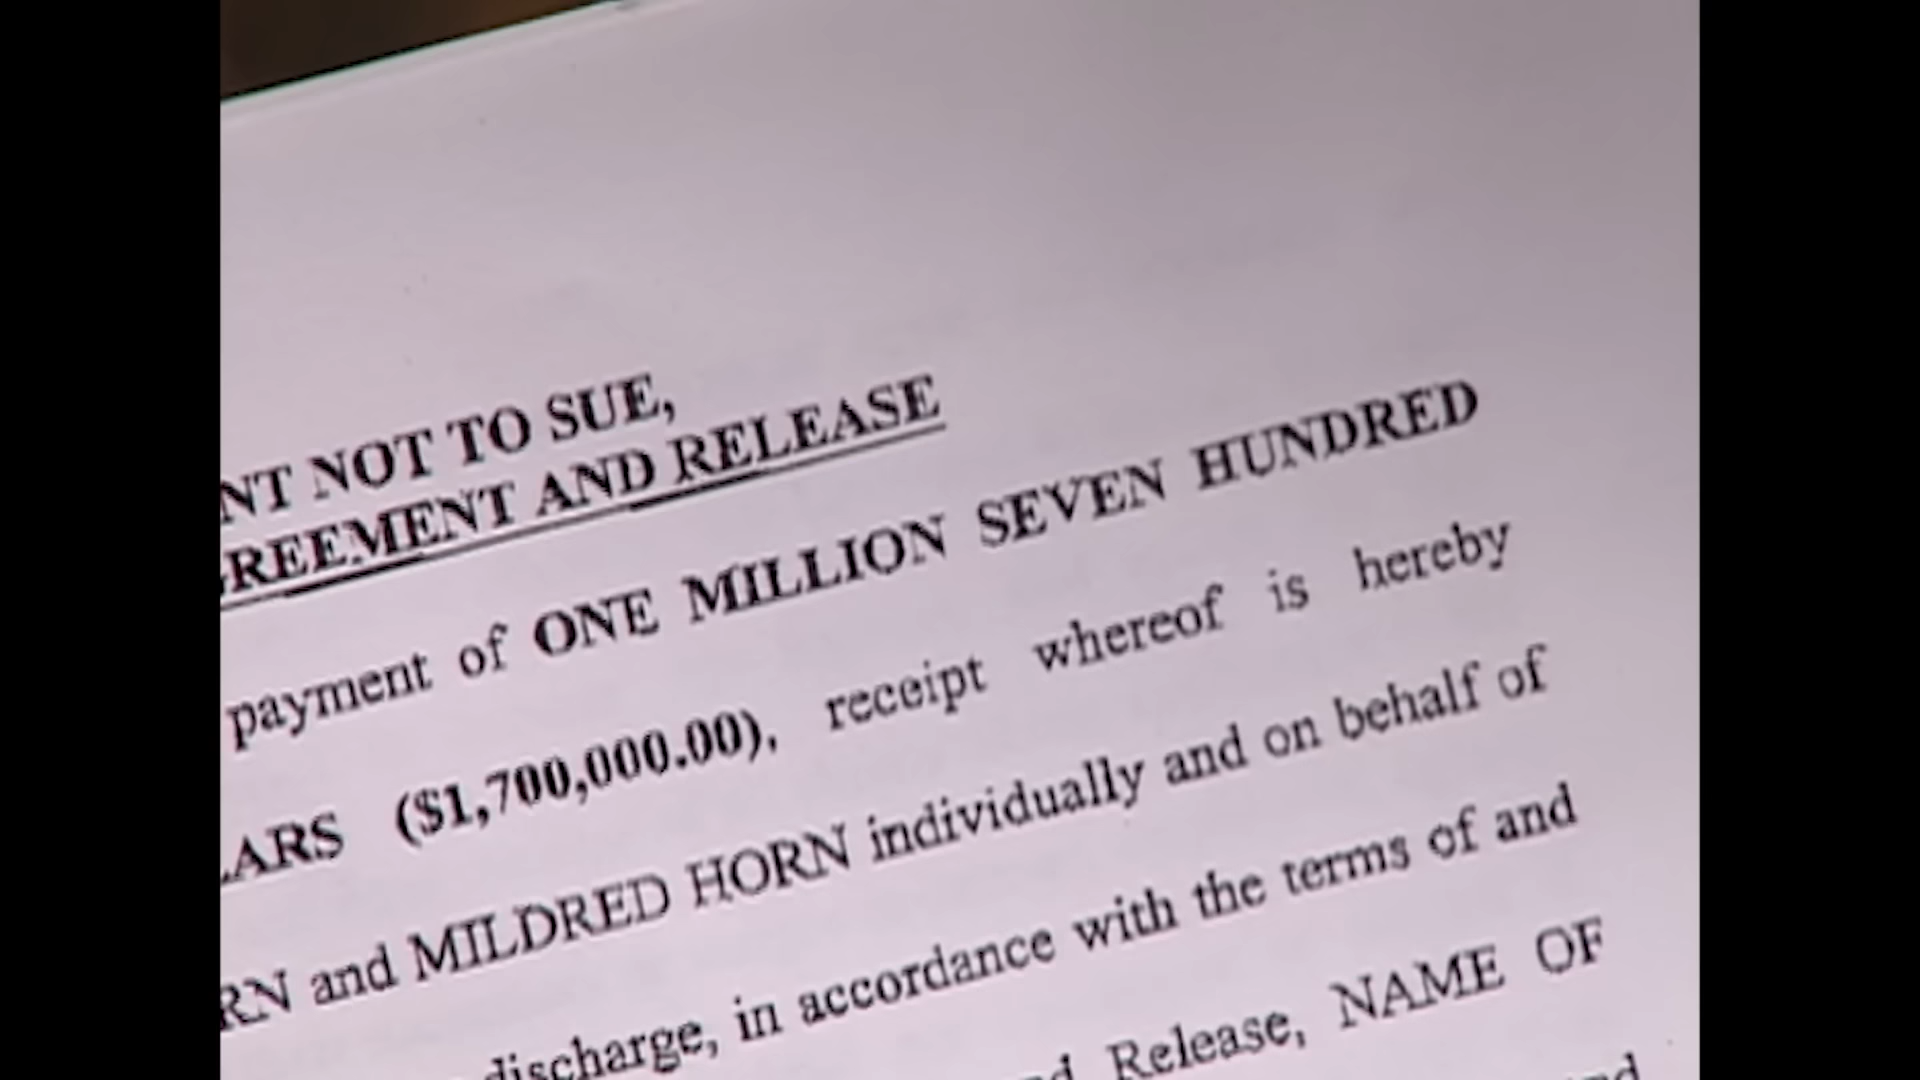 NT NOT TO SUE,
GREEMENT AND RELEASE
payment of ONE MILLION SEVEN HUNDRED
LARS ($1,700,000.00), receipt whereof is hereby
RN and MILDRED HORN individually and on behalf of
discharge, in accordance with the terms of and
Release, NAME OF